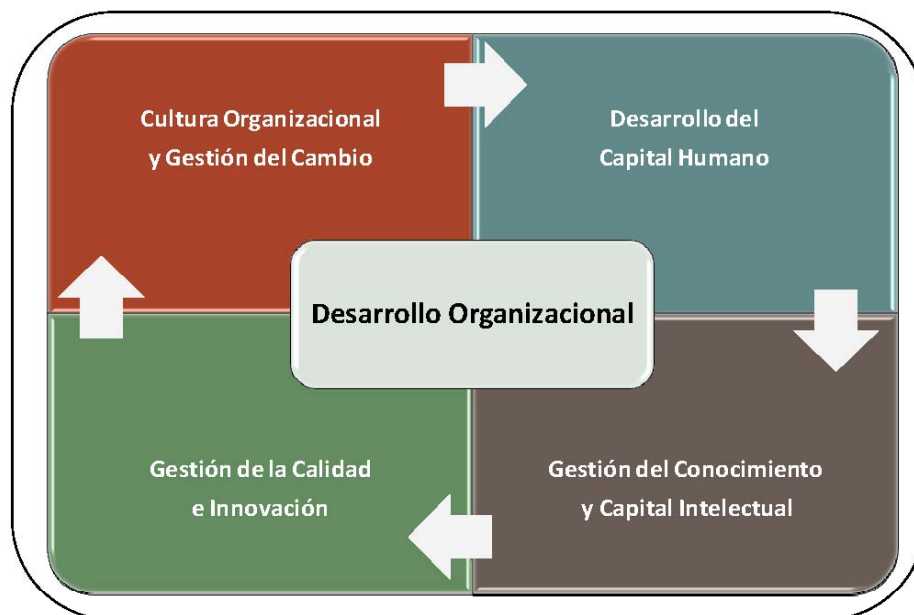 Cultura Organizacional
y Gestión del Cambio
Desarrollo del
Capital Humano
Desarrollo Organizacional
Gestión de la Calidad
e Innovación
Gestión del Conocimiento
y Capital Intelectual